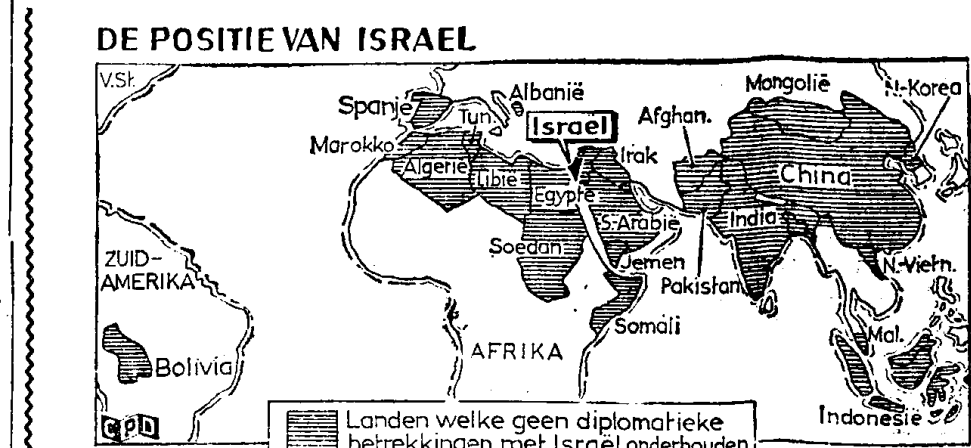 DE POSITIE VAN ISRAEL
V.St.
Spanje
Albanië
Mongolië
N.-Korea
Tun.
Israël
Afghan.
Marokko
Irak
Algerië
Libië
China
Egypte
S.Arabië
India
Soedan
ZUID-
AMERIKA
Jemen
N.-Vietn.
Pakistan
Somali
Mal.
AFRIKA
Bolivia
Indonesië
CPD
Landen welke geen diplomatieke
betrekkingen met Israël onderhouden